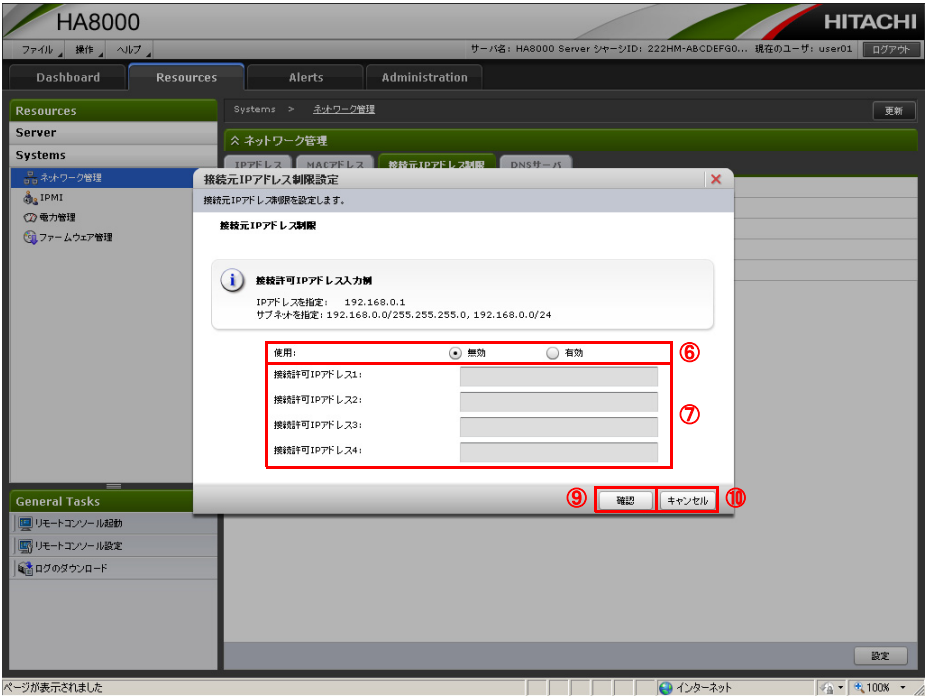 HA8000
HITACHI
ファイル 操作 ヘルプ サーバ名: HA8000 Server シャーシID: 222HM-ABCDEFG0... 現在のユーザ: user01 ログアウト
Dashboard Resources Alerts Administration
Resources
Server
Systems
ネットワーク管理
IPMI
電力管理
ファームウェア管理
Systems > ネットワーク管理 更新
ネットワーク管理
IPアドレス MACアドレス 接続元IPアドレス制限 DNSサーバ
接続元IPアドレス制限設定
接続元IPアドレス制限を設定します。
接続元IPアドレス制限
接続許可IPアドレス入力例
IPアドレスを指定: 192.168.0.1
サブネットを指定: 192.168.0.0/255.255.255.0, 192.168.0.0/24
使用: 無効 有効 ⑥
接続許可IPアドレス1:
接続許可IPアドレス2:
⑦
接続許可IPアドレス3:
接続許可IPアドレス4:
⑨ 確認 キャンセル ⑩
General Tasks
リモートコンソール起動
リモートコンソール設定
ログのダウンロード
設定
ページが表示されました インターネット 100%